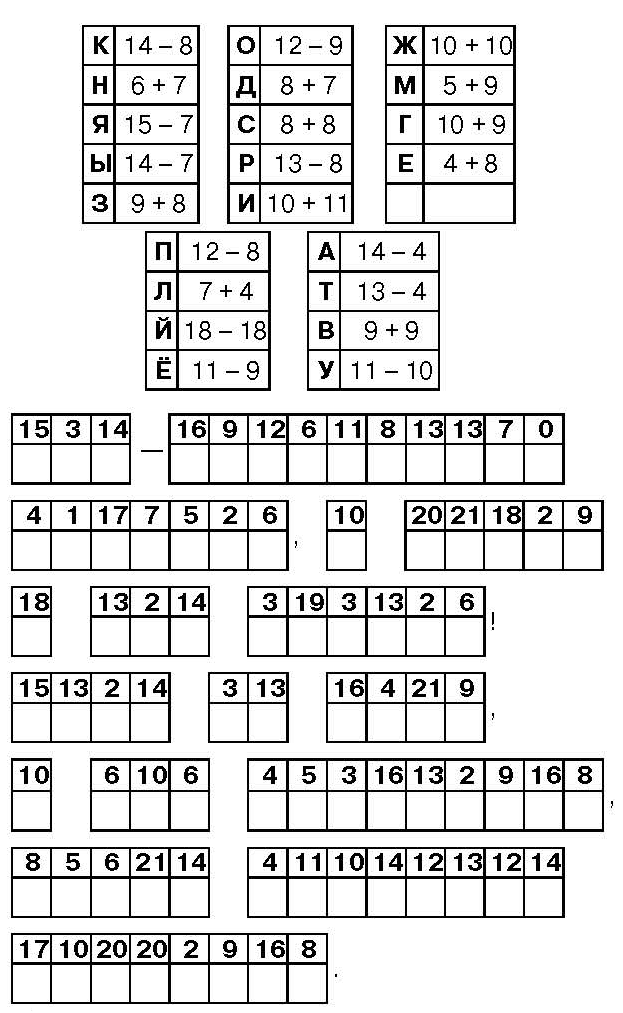 К 14 – 8 О 12 – 9 Ж 10 + 10
Н 6 + 7 Д 8 + 7 М 5 + 9
Я 15 – 7 С 8 + 8 Г 10 + 9
Ы 14 – 7 Р 13 – 8 Е 4 + 8
З 9 + 8 И 10 + 11
П 12 – 8 А 14 – 4
Л 7 + 4 Т 13 – 4
Й 18 – 18 В 9 + 9
Ё 11 – 9 У 11 – 10
15 3 14 — 16 9 12 6 11 8 13 13 7 0
4 1 17 7 5 2 6 , 10 20 21 18 2 9
18 13 2 14 3 19 3 13 2 6 !
15 13 2 14 3 13 16 4 21 9 ,
10 6 10 6 4 5 3 16 13 2 9 16 8 ,
8 5 6 21 14 4 11 10 14 12 13 12 14
17 10 20 20 2 9 16 8 .